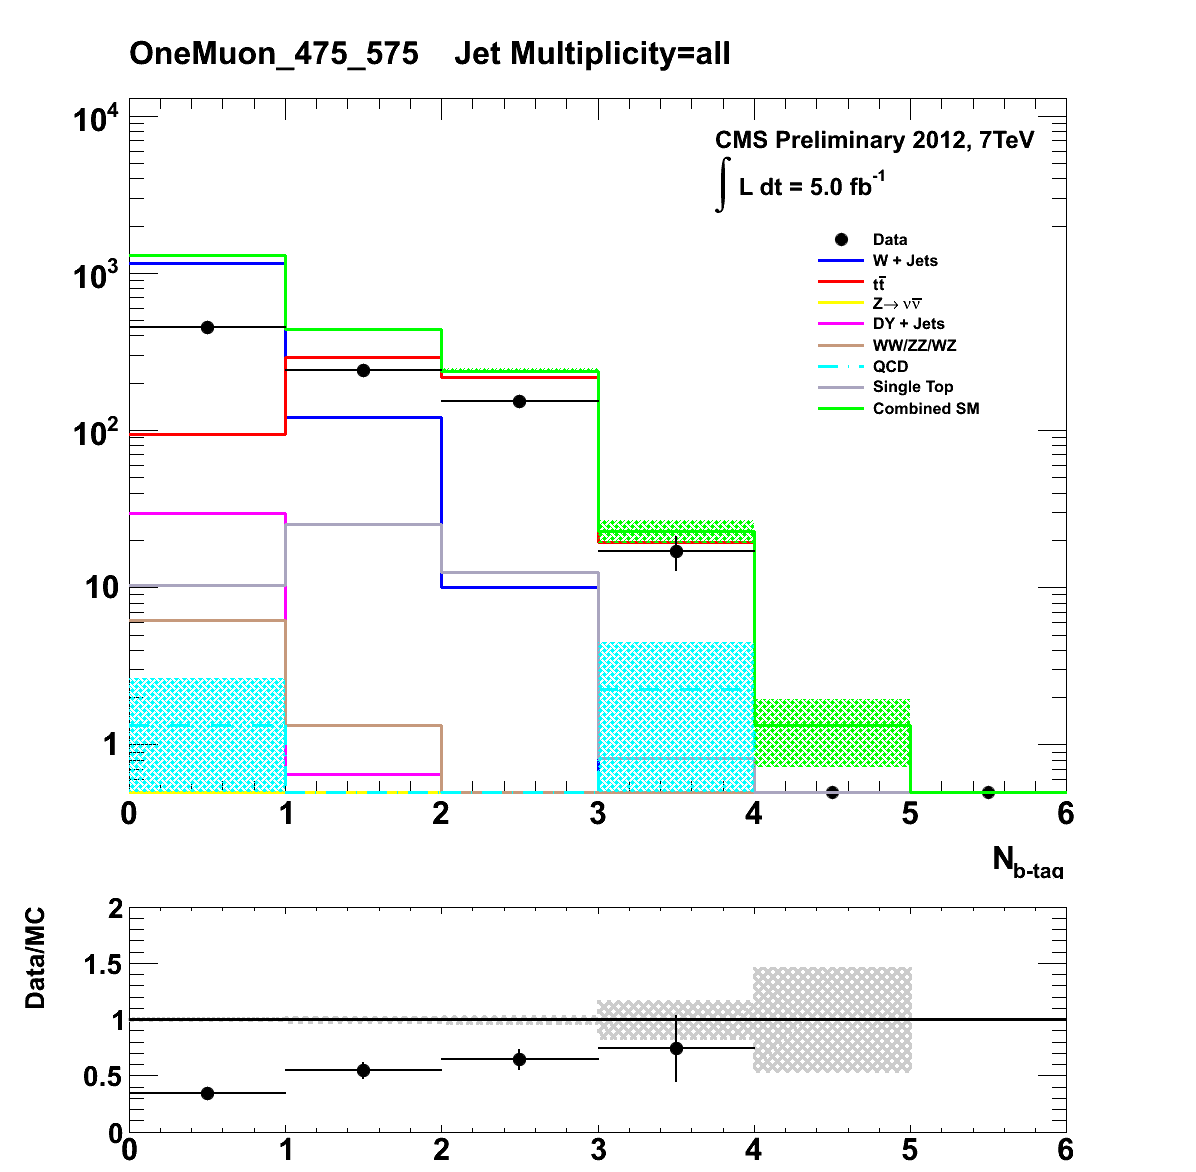 OneMuon_475_575    Jet Multiplicity=all
10^4
10^3
10^2
10
1
CMS Preliminary 2012, 7TeV
∫ L dt = 5.0 fb^-1
Data
W + Jets
tt̅
Z→ νν̅
DY + Jets
WW/ZZ/WZ
QCD
Single Top
Combined SM
0 1 2 3 4 5 6
N_b-tag
Data/MC
2
1.5
1
0.5
0
0 1 2 3 4 5 6